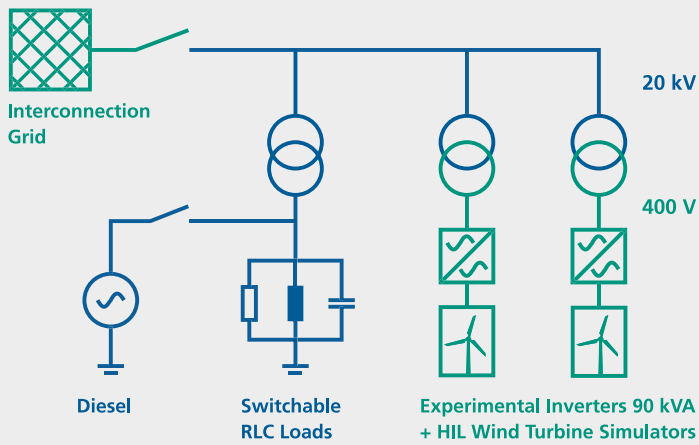 Interconnection
Grid
20 kV
400 V
Diesel
Switchable
RLC Loads
Experimental Inverters 90 kVA
+ HIL Wind Turbine Simulators